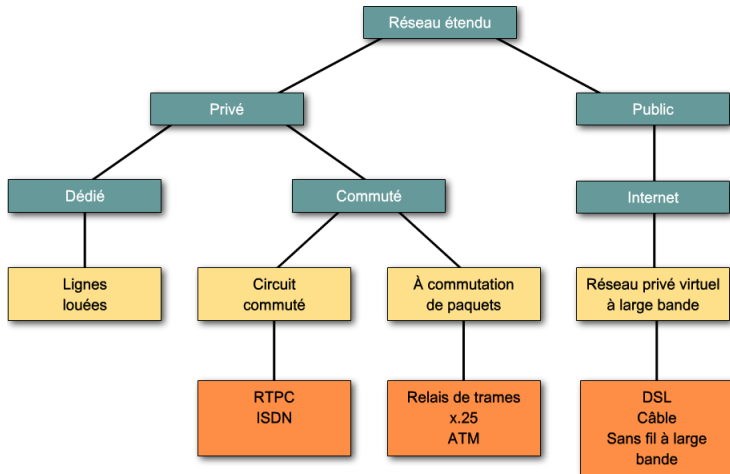 Réseau étendu
Privé
Public
Dédié
Commuté
Internet
Lignes
louées
Circuit
commuté
À commutation
de paquets
Réseau privé virtuel
à large bande
RTPC
ISDN
Relais de trames
x.25
ATM
DSL
Câble
Sans fil à large
bande